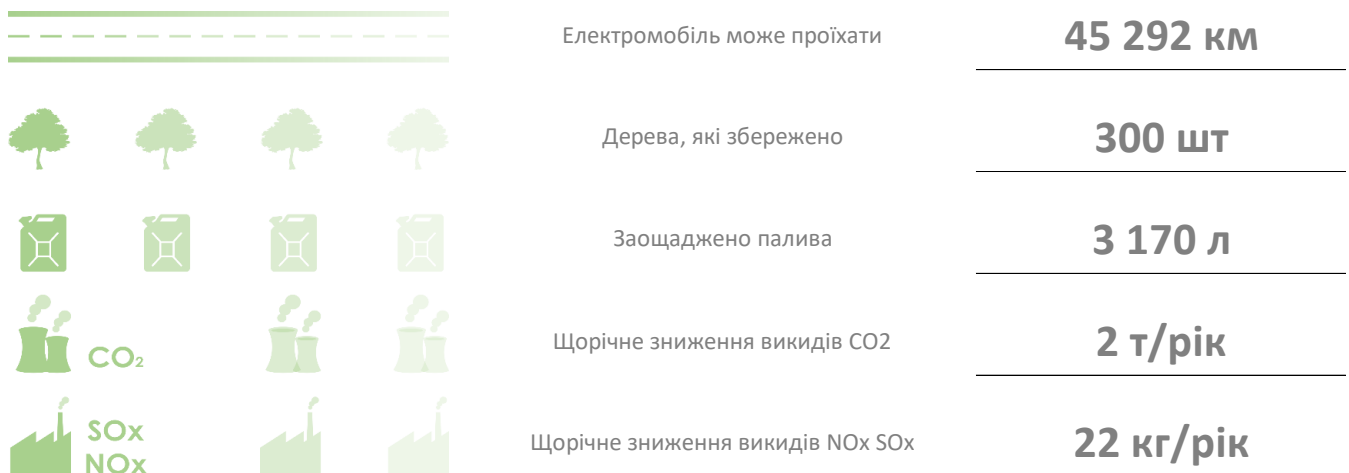 Електромобіль може проїхати 45 292 км
Дерева, які збережено 300 шт
Заощаджено палива 3 170 л
CO₂ Щорічне зниження викидів CO2 2 т/рік
SOx
NOx Щорічне зниження викидів NOx SOx 22 кг/рік